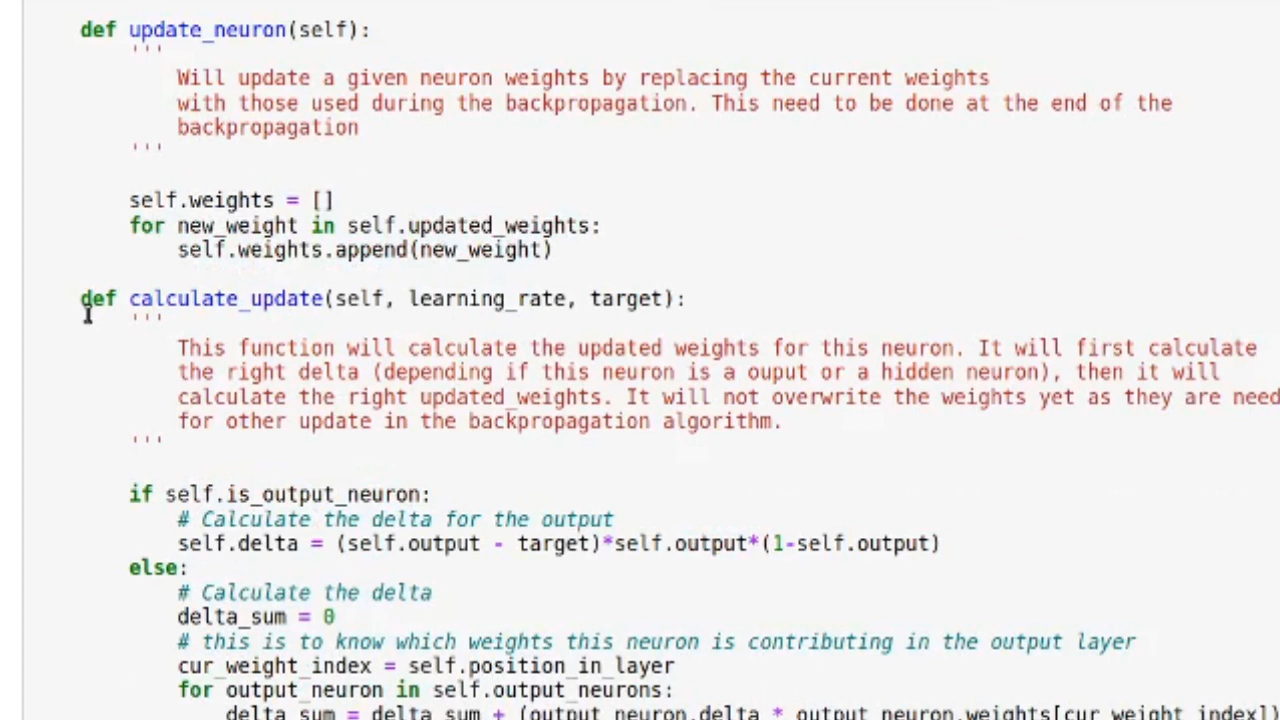 def update_neuron(self):
'''
Will update a given neuron weights by replacing the current weights
with those used during the backpropagation. This need to be done at the end of the
backpropagation
'''
self.weights = []
for new_weight in self.updated_weights:
self.weights.append(new_weight)
def calculate_update(self, learning_rate, target):
'''
This function will calculate the updated weights for this neuron. It will first calculate
the right delta (depending if this neuron is a ouput or a hidden neuron), then it will
calculate the right updated_weights. It will not overwrite the weights yet as they are need
for other update in the backpropagation algorithm.
'''
if self.is_output_neuron:
# Calculate the delta for the output
self.delta = (self.output - target)*self.output*(1-self.output)
else:
# Calculate the delta
delta_sum = 0
# this is to know which weights this neuron is contributing in the output layer
cur_weight_index = self.position_in_layer
for output_neuron in self.output_neurons:
delta_sum = delta_sum + (output_neuron.delta * output_neuron.weights[cur_weight_index])